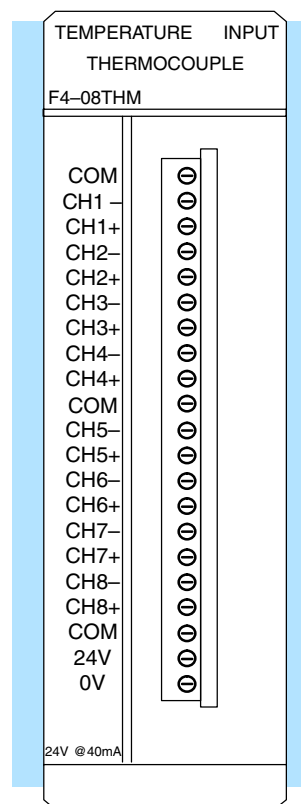 TEMPERATURE INPUT
THERMOCOUPLE
F4–08THM
COM
CH1 –
CH1+
CH2–
CH2+
CH3–
CH3+
CH4–
CH4+
COM
CH5–
CH5+
CH6–
CH6+
CH7–
CH7+
CH8–
CH8+
COM
24V
0V
24V @40mA